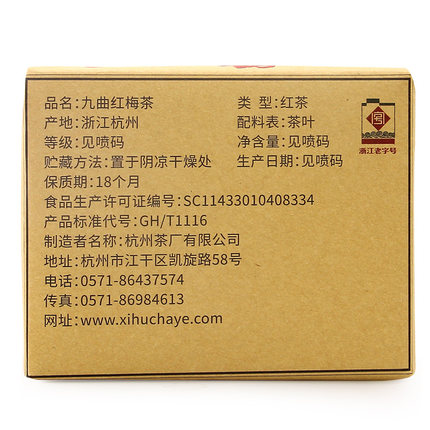 品名：九曲红梅茶 类 型：红茶
产地：浙江杭州 配料表：茶叶
等级：见喷码 净含量：见喷码
贮藏方法：置于阴凉干燥处 生产日期：见喷码
保质期：18个月
食品生产许可证编号：SC11433010408334
产品标准代号：GH/T1116
制造者名称：杭州茶厂有限公司
地址：杭州市江干区凯旋路58号
电话：0571-86437574
传真：0571-86984613
网址：www.xihuchaye.com
浙江老字号